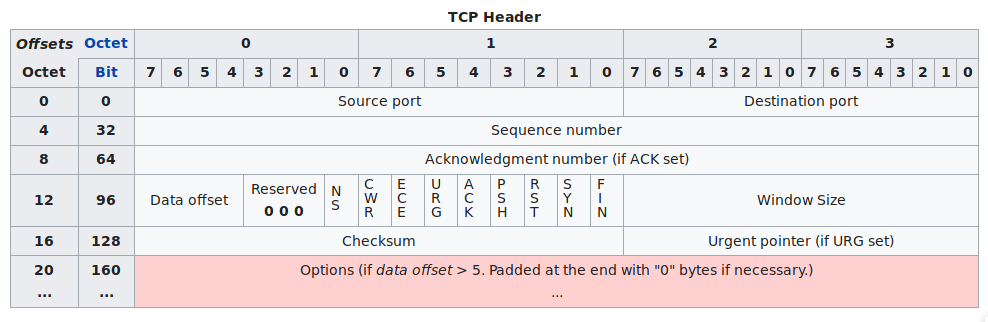 TCP Header
Offsets Octet 0 1 2 3
Octet Bit 7 6 5 4 3 2 1 0 7 6 5 4 3 2 1 0 7 6 5 4 3 2 1 0 7 6 5 4 3 2 1 0
0 0 Source port Destination port
4 32 Sequence number
8 64 Acknowledgment number (if ACK set)
12 96 Data offset Reserved 0 0 0 NS CWR ECE URG ACK PSH RST SYN FIN Window Size
16 128 Checksum Urgent pointer (if URG set)
20 160 Options (if data offset > 5. Padded at the end with "0" bytes if necessary.)
... ... ...